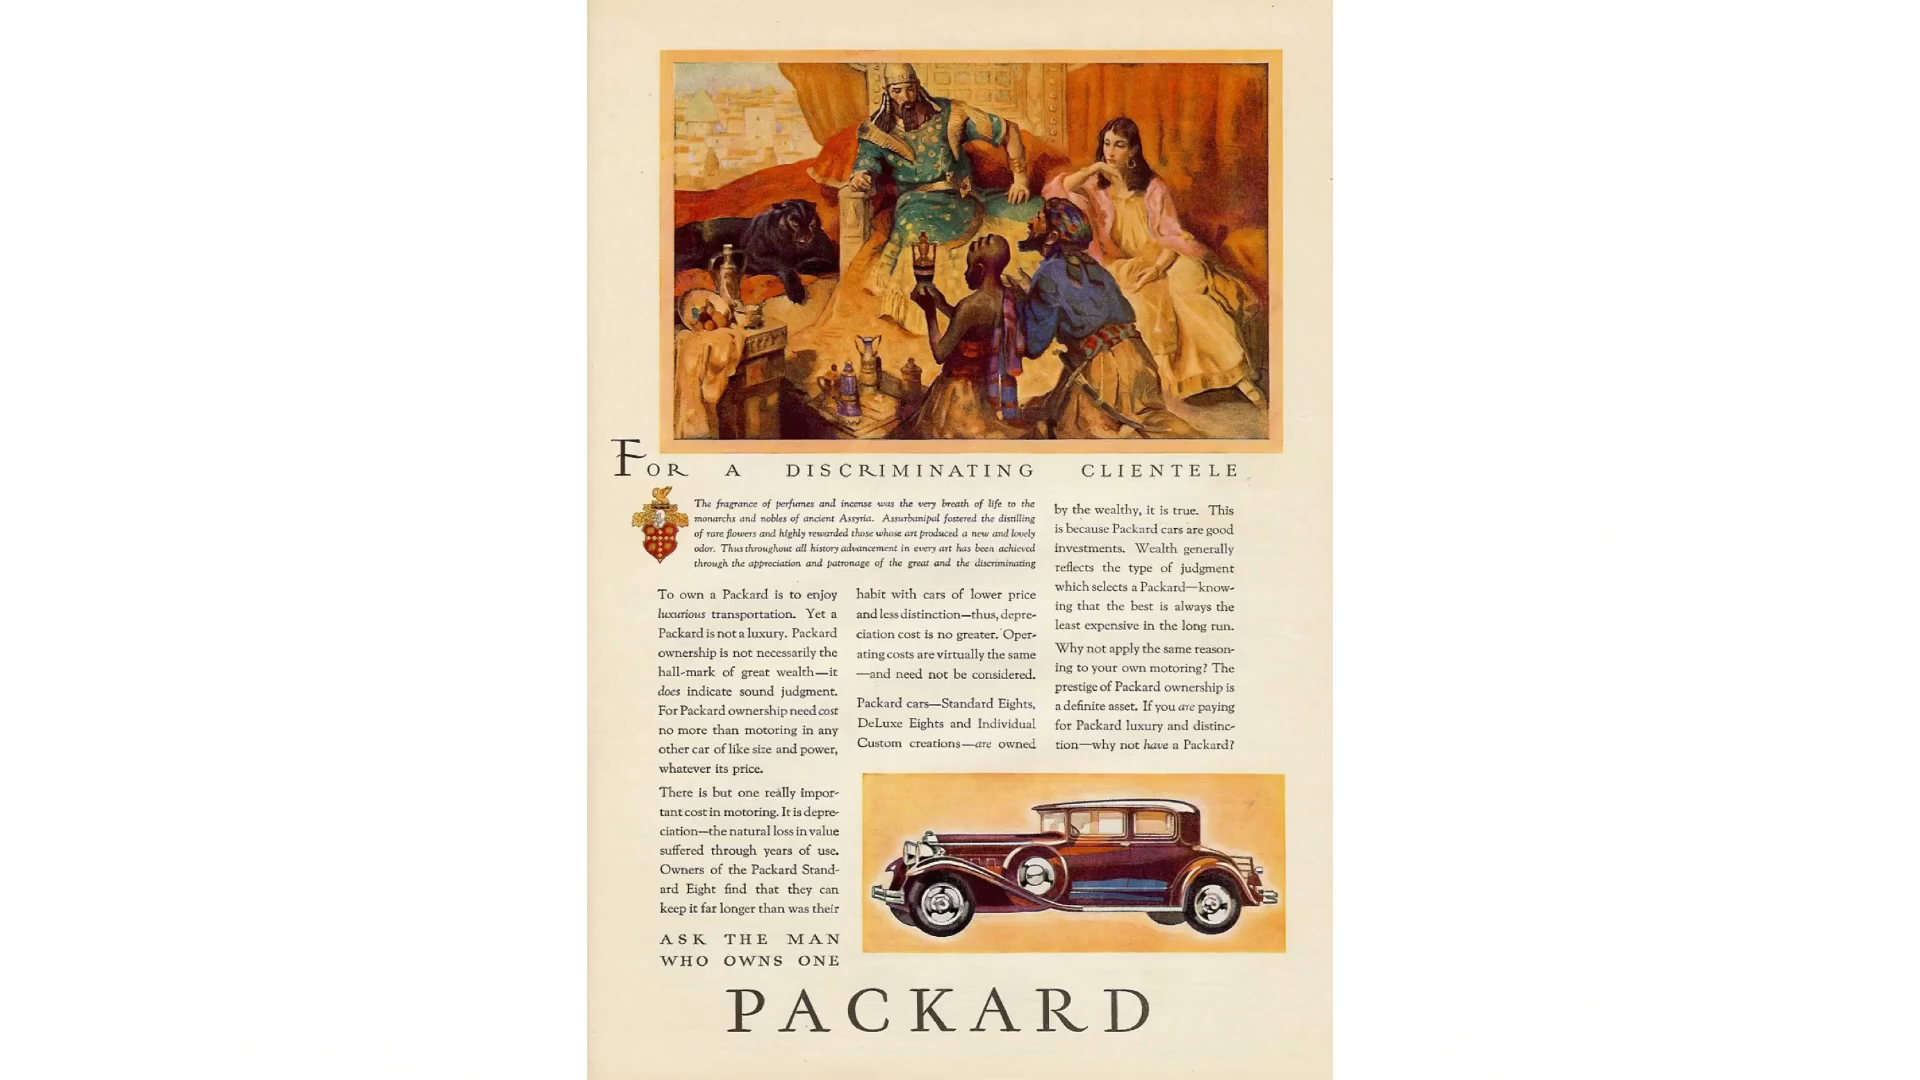 FOR A DISCRIMINATING CLIENTELE
The fragrance of perfumes and incense was the very breath of life to the
monarchs and nobles of ancient Assyria. Assurbanipal fostered the distilling
of rare flowers and highly rewarded those whose art produced a new and lovely
odor. Thus throughout all history advancement in every art has been achieved
through the appreciation and patronage of the great and the discriminating
To own a Packard is to enjoy
luxurious transportation. Yet a
Packard is not a luxury. Packard
ownership is not necessarily the
hall-mark of great wealth—it
does indicate sound judgment.
For Packard ownership need cost
no more than motoring in any
other car of like size and power,
whatever its price.
There is but one really impor-
tant cost in motoring. It is depre-
ciation—the natural loss in value
suffered through years of use.
Owners of the Packard Stand-
ard Eight find that they can
keep it far longer than was their
habit with cars of lower price
and less distinction—thus, depre-
ciation cost is no greater. Oper-
ating costs are virtually the same
—and need not be considered.
Packard cars—Standard Eights,
DeLuxe Eights and Individual
Custom creations—are owned
by the wealthy, it is true. This
is because Packard cars are good
investments. Wealth generally
reflects the type of judgment
which selects a Packard—know-
ing that the best is always the
least expensive in the long run.
Why not apply the same reason-
ing to your own motoring? The
prestige of Packard ownership is
a definite asset. If you are paying
for Packard luxury and distinc-
tion—why not have a Packard?
ASK THE MAN
WHO OWNS ONE
PACKARD